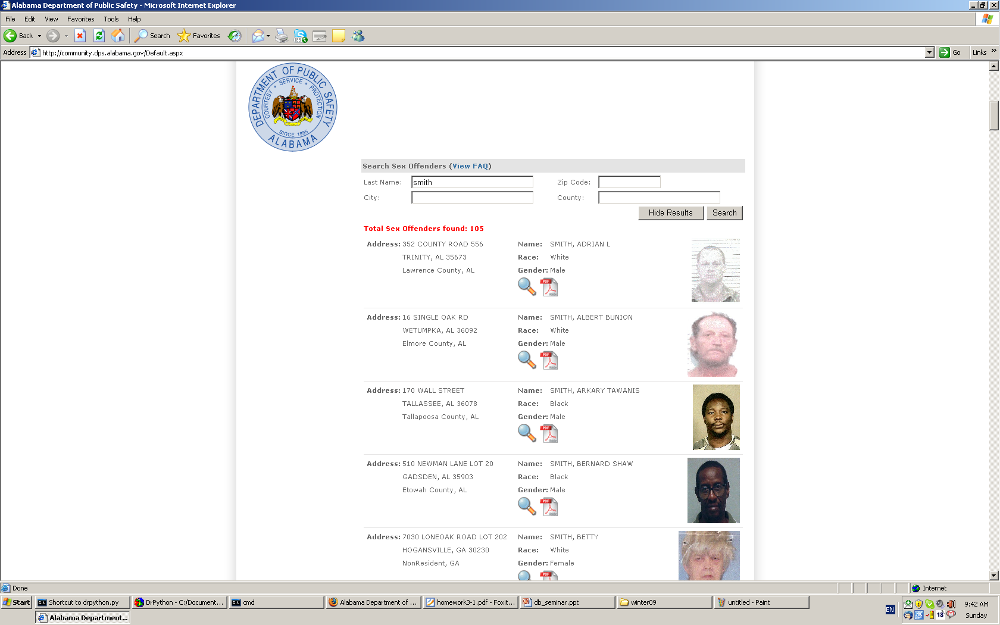 Alabama Department of Public Safety - Microsoft Internet Explorer
File Edit View Favorites Tools Help
Back Search Favorites
Address http://community.dps.alabama.gov/Default.aspx Go Links »
DEPARTMENT OF PUBLIC SAFETY
COURTESY * SERVICE * PROTECTION
SINCE 1935
ALABAMA
Search Sex Offenders (View FAQ)
Last Name: smith Zip Code:
City: County:
Hide Results Search
Total Sex Offenders found: 105
Address: 352 COUNTY ROAD 556 Name: SMITH, ADRIAN L
TRINITY, AL 35673 Race: White
Lawrence County, AL Gender: Male
PDF
Address: 16 SINGLE OAK RD Name: SMITH, ALBERT BUNION
WETUMPKA, AL 36092 Race: White
Elmore County, AL Gender: Male
PDF
Address: 170 WALL STREET Name: SMITH, ARKARY TAWANIS
TALLASSEE, AL 36078 Race: Black
Tallapoosa County, AL Gender: Male
PDF
Address: 510 NEWMAN LANE LOT 20 Name: SMITH, BERNARD SHAW
GADSDEN, AL 35903 Race: Black
Etowah County, AL Gender: Male
PDF
Address: 7030 LONEOAK ROAD LOT 202 Name: SMITH, BETTY
HOGANSVILLE, GA 30230 Race: White
NonResident, GA Gender: Female
PDF
Done Internet
Start Shortcut to drpython.py DrPython - C:/Document... cmd Alabama Department of ... homework3-1.pdf - Foxit... db_seminar.ppt winter09 untitled - Paint 9:42 AM
Alabama Department... EN 18 Sunday